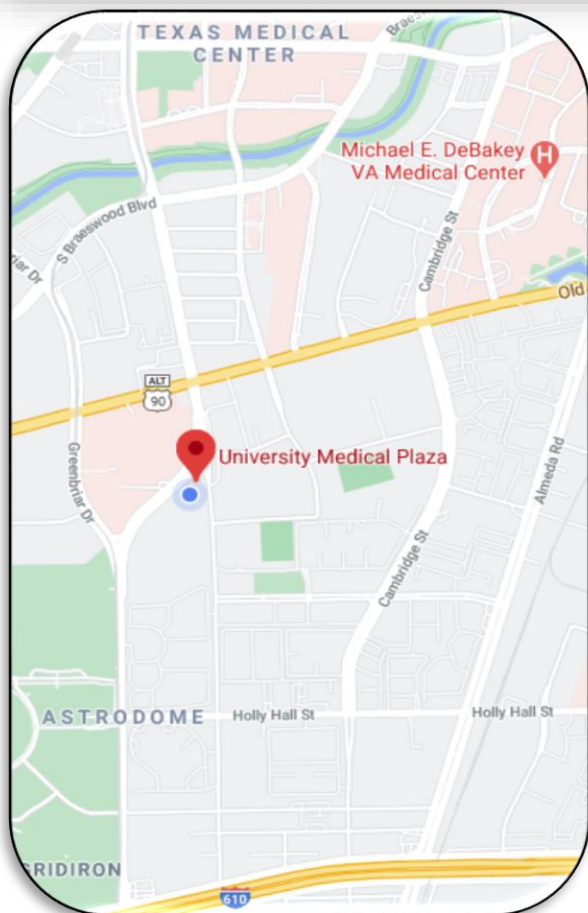 TEXAS MEDICAL
CENTER
Michael E. DeBakey
VA Medical Center
H
S Braeswood Blvd
Cambridge St
Old
ALT
90
University Medical Plaza
Greenbriar Dr
Almeda Rd
Cambridge St
ASTRODOME
Holly Hall St
Holly Hall St
GRIDIRON
610